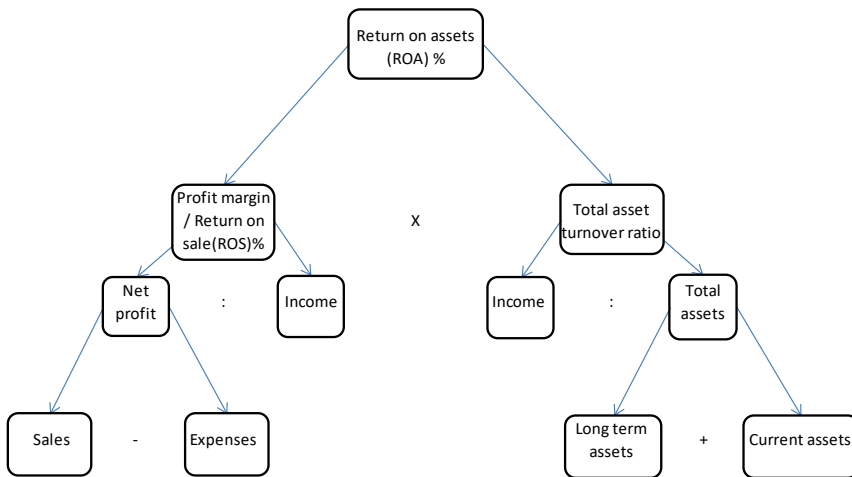 Return on assets
(ROA) %
Profit margin
/ Return on
sale(ROS)%
X
Total asset
turnover ratio
Net
profit
:
Income
Income
:
Total
assets
Sales
-
Expenses
Long term
assets
+
Current assets